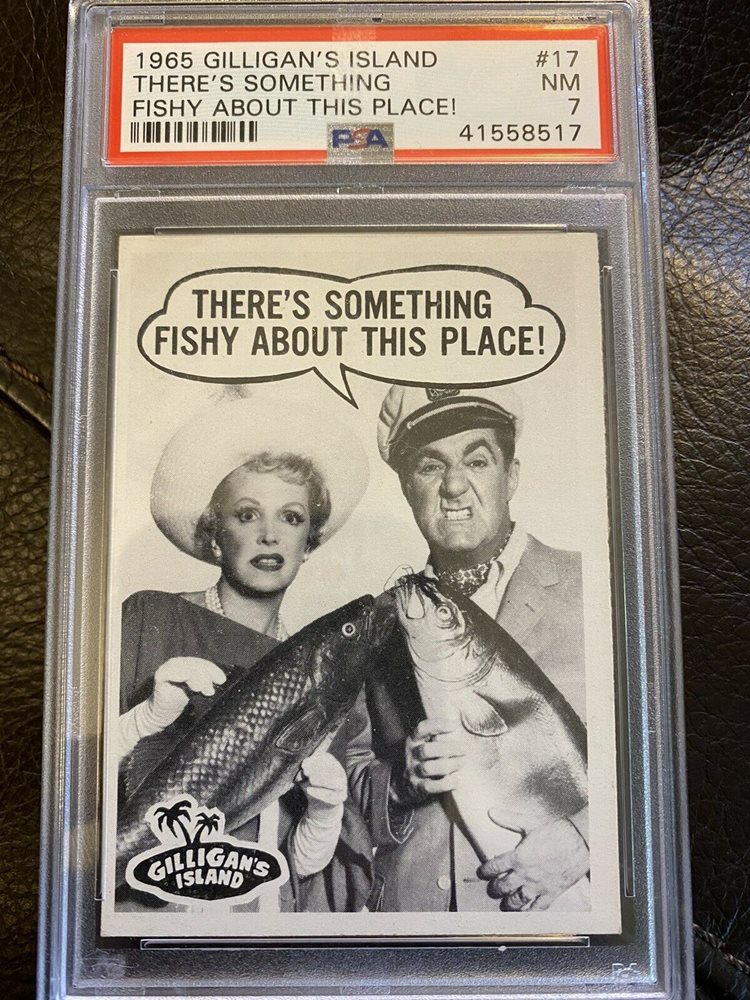 1965 GILLIGAN'S ISLAND #17
THERE'S SOMETHING NM
FISHY ABOUT THIS PLACE! 7
PSA 41558517
THERE'S SOMETHING
FISHY ABOUT THIS PLACE!
GILLIGAN'S
ISLAND